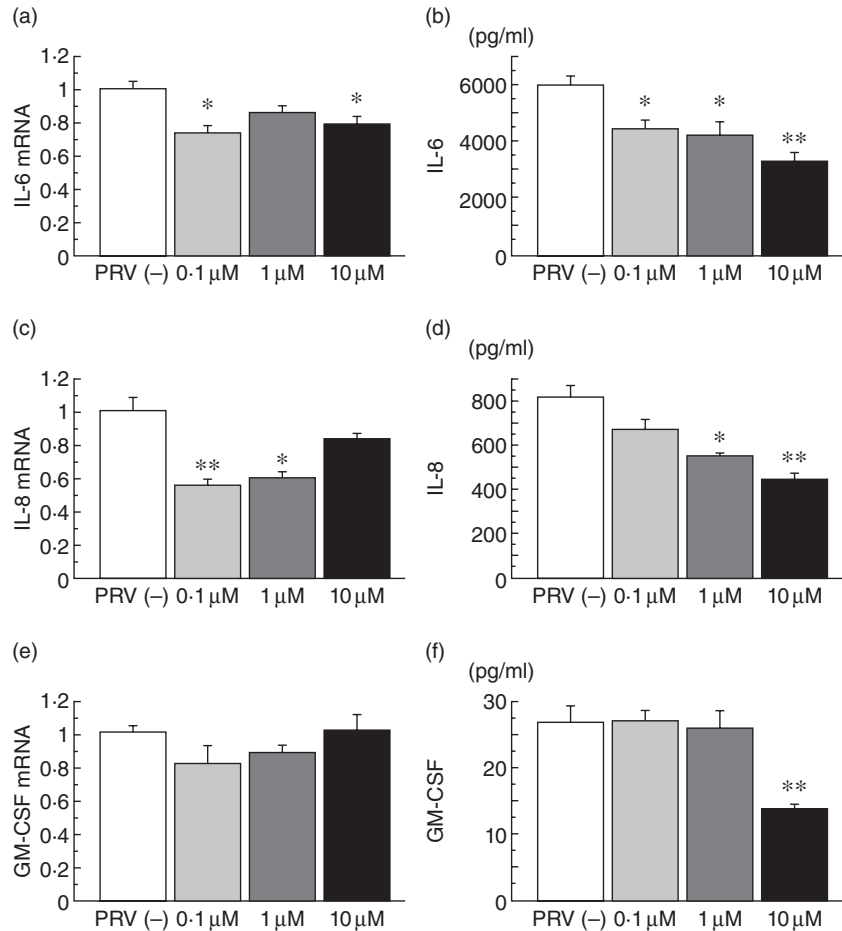 (a)
1·2
1
0·8
0·6
0·4
0·2
0
IL-6 mRNA
* *
PRV (–) 0·1 μM 1 μM 10 μM
(b)
(pg/ml)
6000
4000
2000
0
IL-6
* * **
PRV (–) 0·1 μM 1 μM 10 μM
(c)
1·2
1
0·8
0·6
0·4
0·2
0
IL-8 mRNA
** *
PRV (–) 0·1 μM 1 μM 10 μM
(d)
(pg/ml)
800
600
400
200
0
IL-8
* **
PRV (–) 0·1 μM 1 μM 10 μM
(e)
1·2
1
0·8
0·6
0·4
0·2
0
GM-CSF mRNA
PRV (–) 0·1 μM 1 μM 10 μM
(f)
(pg/ml)
30
20
10
0
GM-CSF
**
PRV (–) 0·1 μM 1 μM 10 μM